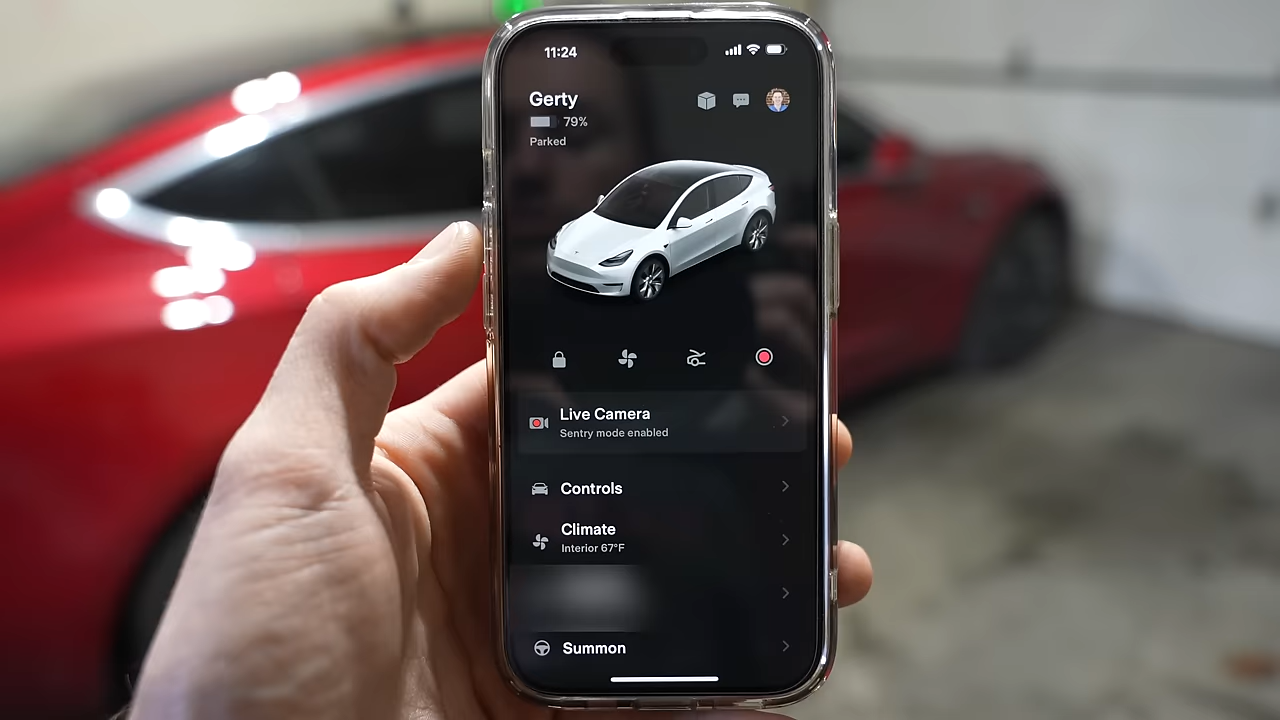 11:24
Gerty
79%
Parked
Live Camera
Sentry mode enabled
Controls
Climate
Interior 67°F
Summon